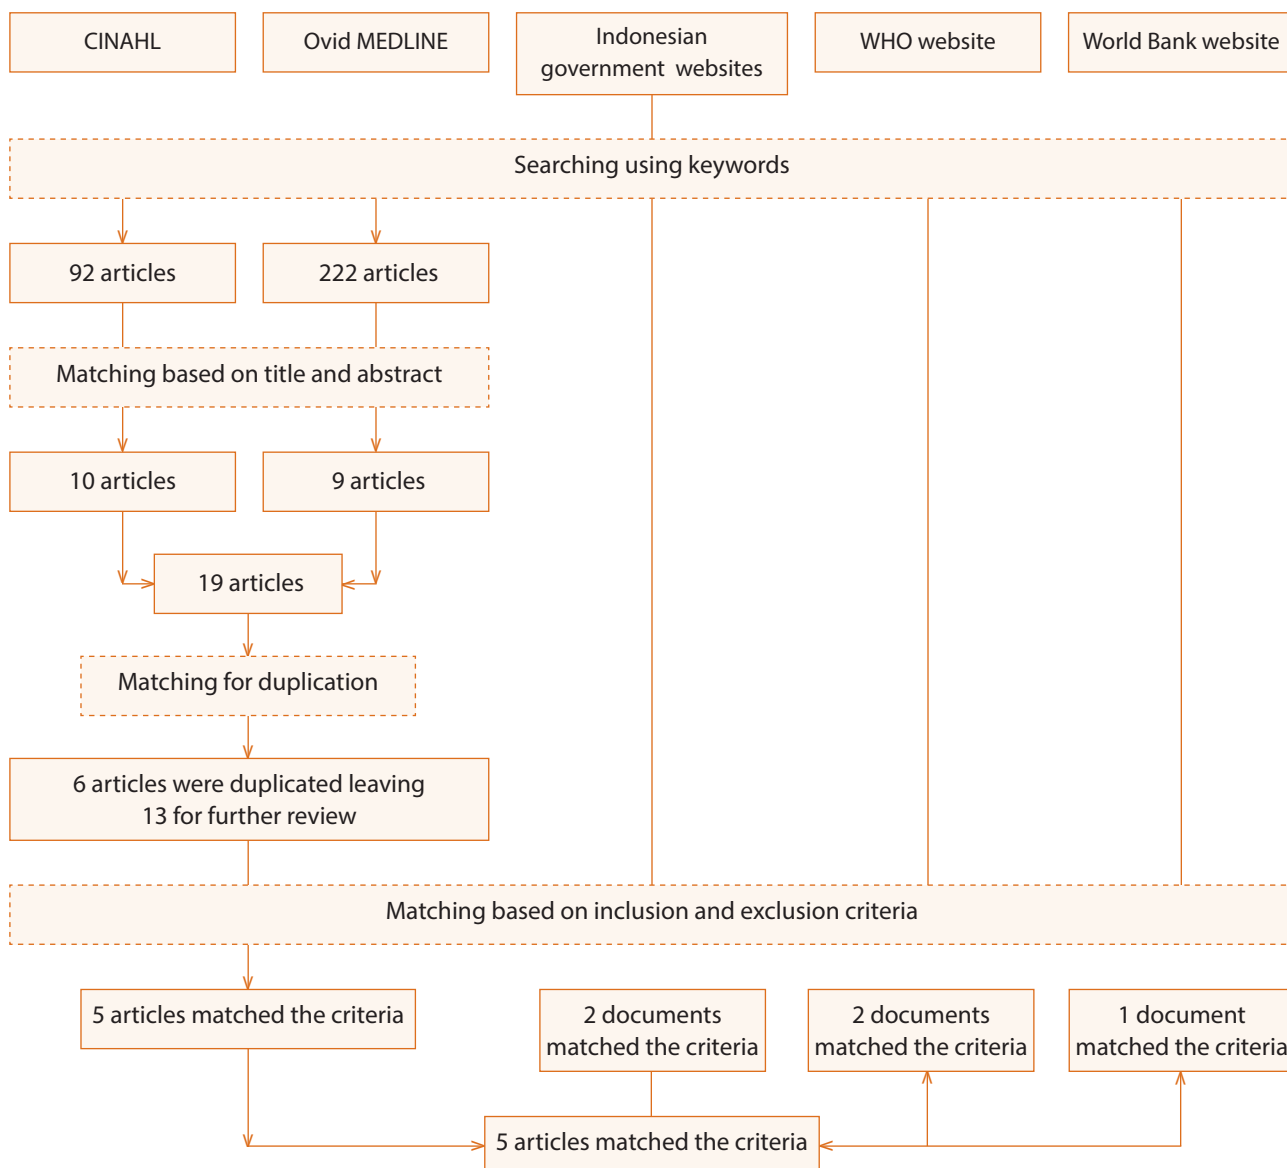 CINAHL
Ovid MEDLINE
Indonesian
government websites
WHO website
World Bank website
Searching using keywords
92 articles
222 articles
Matching based on title and abstract
10 articles
9 articles
19 articles
Matching for duplication
6 articles were duplicated leaving
13 for further review
Matching based on inclusion and exclusion criteria
5 articles matched the criteria
2 documents
matched the criteria
2 documents
matched the criteria
1 document
matched the criteria
5 articles matched the criteria